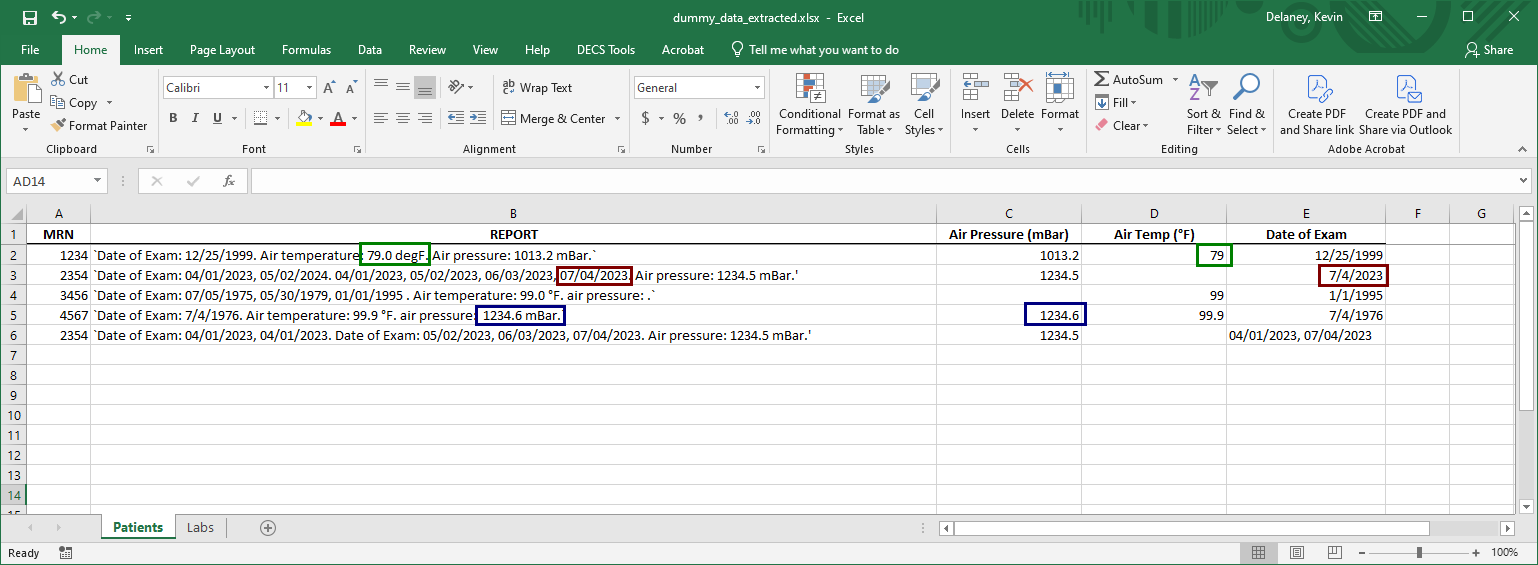 dummy_data_extracted.xlsx - Excel
Delaney, Kevin
File Home Insert Page Layout Formulas Data Review View Help DECS Tools Acrobat Tell me what you want to do Share
Paste
Cut
Copy
Format Painter
Clipboard
Calibri 11
B I U
Font
Wrap Text
Merge & Center
Alignment
General
$ % ,
Number
Conditional Formatting
Format as Table
Cell Styles
Styles
Insert Delete Format
Cells
AutoSum
Fill
Clear
Sort & Filter
Find & Select
Editing
Create PDF and Share link
Create PDF and Share via Outlook
Adobe Acrobat
AD14 fx
A B C D E F G
1 MRN REPORT Air Pressure (mBar) Air Temp (°F) Date of Exam
2 1234 `Date of Exam: 12/25/1999. Air temperature: 79.0 degF. Air pressure: 1013.2 mBar.` 1013.2 79 12/25/1999
3 2354 `Date of Exam: 04/01/2023, 05/02/2024. 04/01/2023, 05/02/2023, 06/03/2023, 07/04/2023. Air pressure: 1234.5 mBar.' 1234.5 7/4/2023
4 3456 `Date of Exam: 07/05/1975, 05/30/1979, 01/01/1995 . Air temperature: 99.0 °F. air pressure: .` 99 1/1/1995
5 4567 `Date of Exam: 7/4/1976. Air temperature: 99.9 °F. air pressure: 1234.6 mBar.` 1234.6 99.9 7/4/1976
6 2354 `Date of Exam: 04/01/2023, 04/01/2023. Date of Exam: 05/02/2023, 06/03/2023, 07/04/2023. Air pressure: 1234.5 mBar.' 1234.5 04/01/2023, 07/04/2023
7
8
9
10
11
12
13
14
15
Patients Labs
Ready 100%